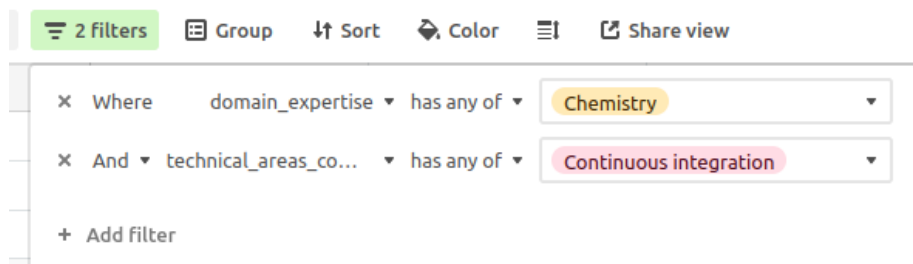 2 filters Group Sort Color Share view
Where domain_expertise has any of Chemistry
And technical_areas_co... has any of Continuous integration
+ Add filter